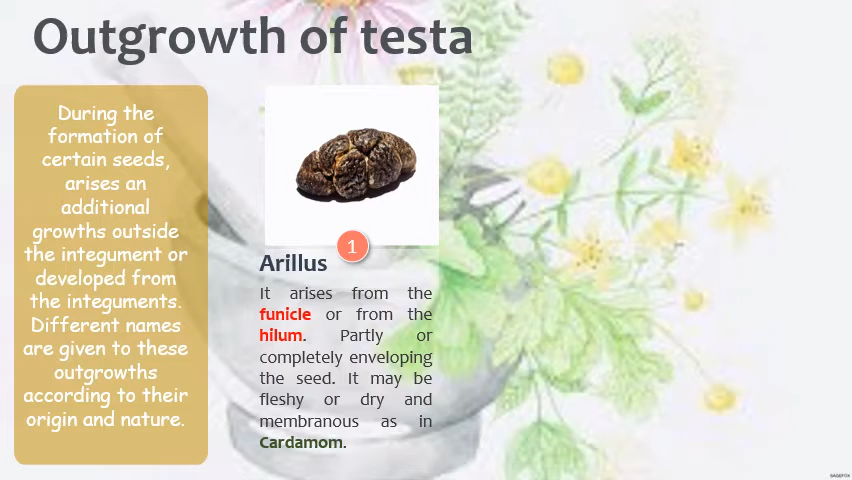 Outgrowth of testa
During the
formation of
certain seeds,
arises an
additional
growths outside
the integument or
developed from
the integuments.
Different names
are given to these
outgrowths
according to their
origin and nature.
1
Arillus
It arises from the
funicle or from the
hilum. Partly or
completely enveloping
the seed. It may be
fleshy or dry and
membranous as in
Cardamom.
SAGEFOX